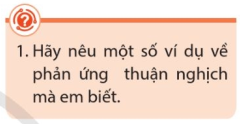 1. Hãy nêu một số ví dụ về
phản ứng thuận nghịch
mà em biết.